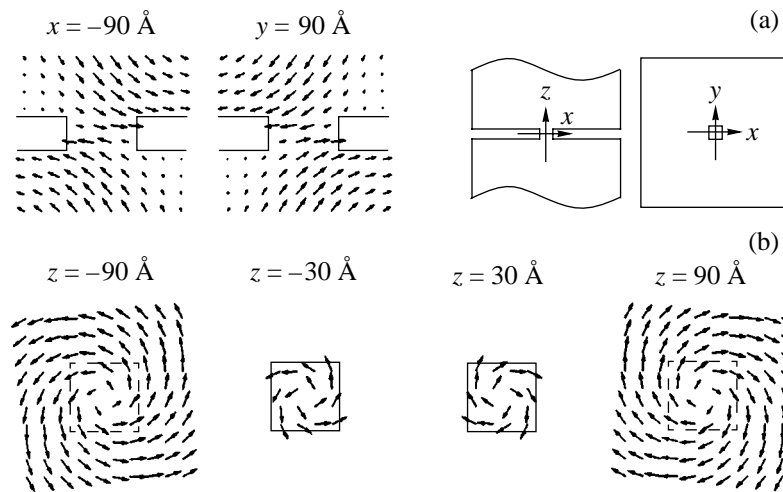 x = –90 Å y = 90 Å (a)
z x y x
(b)
z = –90 Å z = –30 Å z = 30 Å z = 90 Å